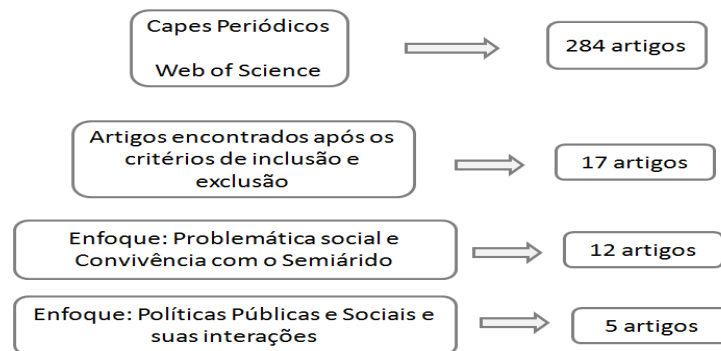 Capes Periódicos
Web of Science
284 artigos
Artigos encontrados após os
critérios de inclusão e
exclusão
17 artigos
Enfoque: Problemática social e
Convivência com o Semiárido
12 artigos
Enfoque: Políticas Públicas e Sociais e
suas interações
5 artigos